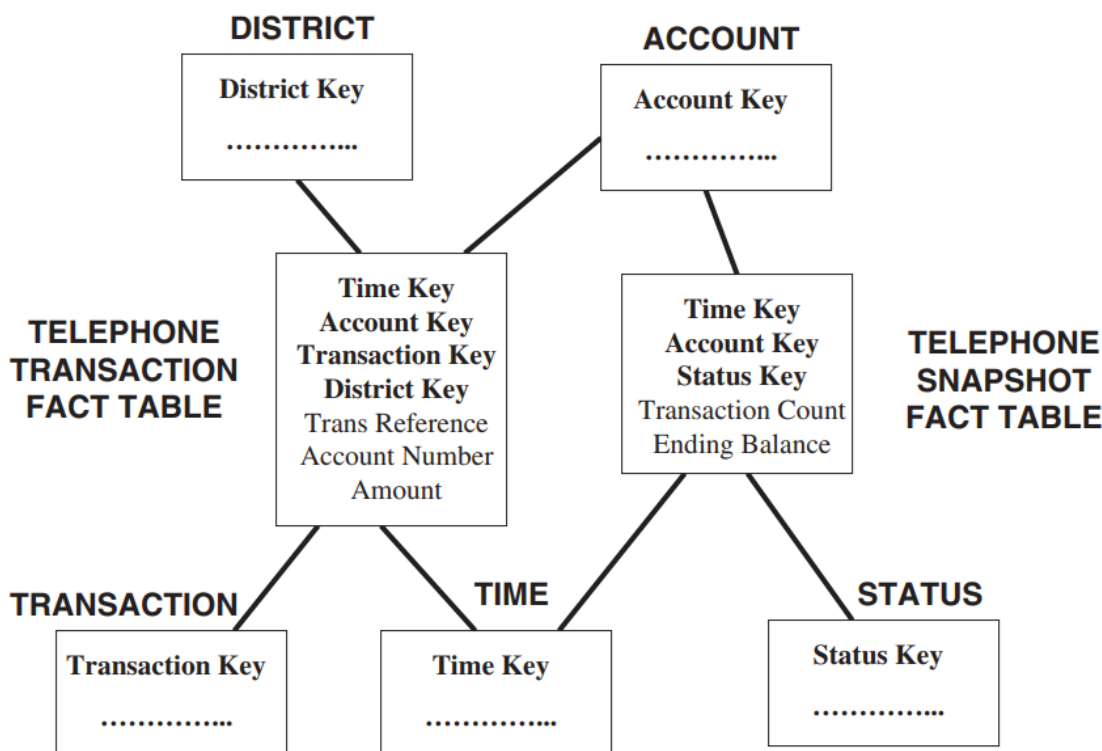 DISTRICT
District Key
…………...
ACCOUNT
Account Key
…………...
TELEPHONE
TRANSACTION
FACT TABLE
Time Key
Account Key
Transaction Key
District Key
Trans Reference
Account Number
Amount
Time Key
Account Key
Status Key
Transaction Count
Ending Balance
TELEPHONE
SNAPSHOT
FACT TABLE
TRANSACTION
Transaction Key
…………...
TIME
Time Key
…………...
STATUS
Status Key
…………...